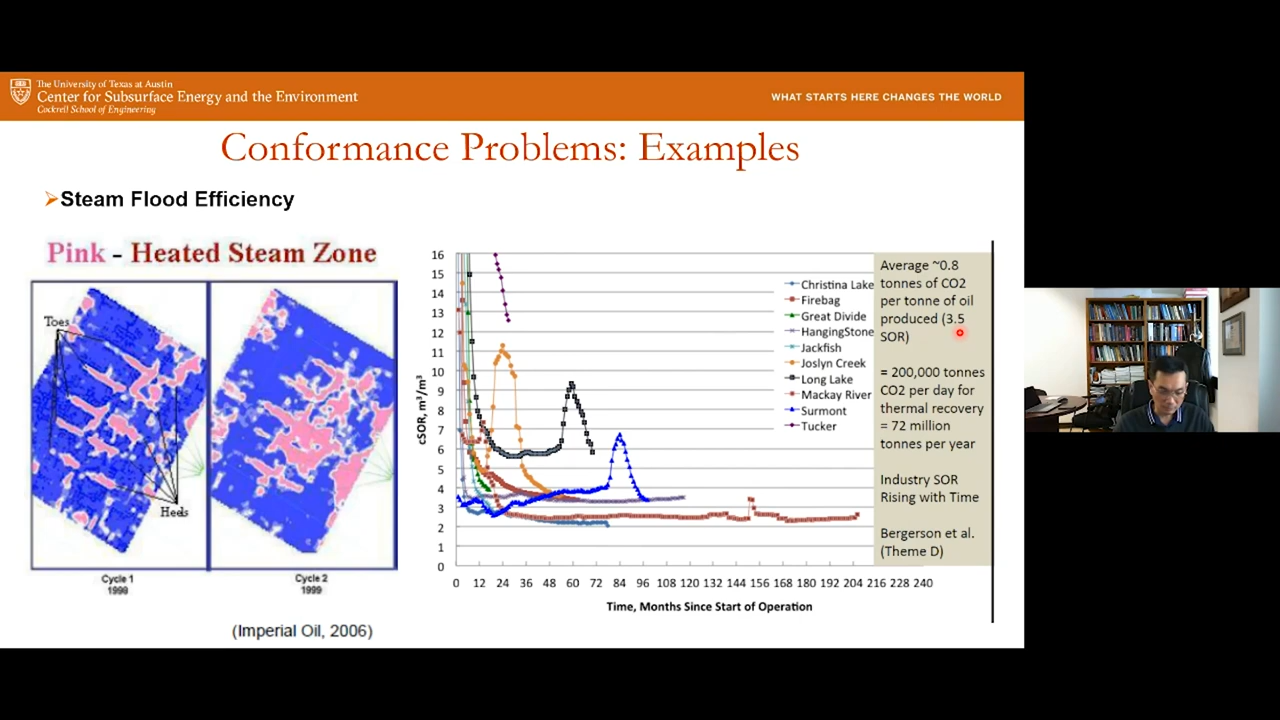 The University of Texas at Austin
Center for Subsurface Energy and the Environment
Cockrell School of Engineering
WHAT STARTS HERE CHANGES THE WORLD
Conformance Problems: Examples
Steam Flood Efficiency
Pink - Heated Steam Zone
Toes
Heels
Cycle 1
1999
Cycle 2
1999
(Imperial Oil, 2006)
cSOR, m³/m³
16
15
14
13
12
11
10
9
8
7
6
5
4
3
2
1
0
0 12 24 36 48 60 72 84 96 108 120 132 144 156 168 180 192 204 216 228 240
Time, Months Since Start of Operation
Christina Lake
Firebag
Great Divide
HangingStone
Jackfish
Joslyn Creek
Long Lake
Mackay River
Surmont
Tucker
Average ~0.8
tonnes of CO2
per tonne of oil
produced (3.5
SOR)
= 200,000 tonnes
CO2 per day for
thermal recovery
= 72 million
tonnes per year
Industry SOR
Rising with Time
Bergerson et al.
(Theme D)